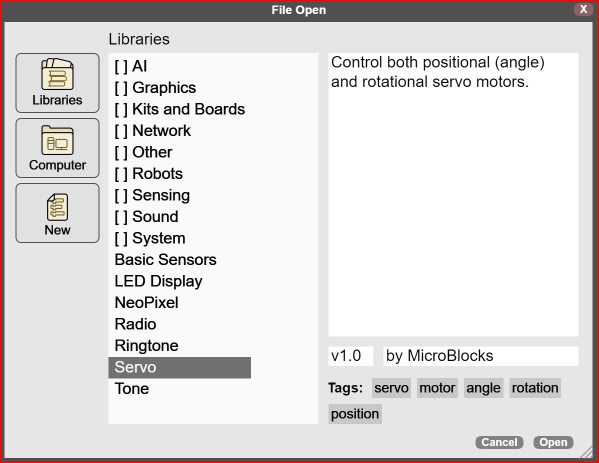 File Open
X
Libraries
Libraries
Computer
New
[ ] AI
[ ] Graphics
[ ] Kits and Boards
[ ] Network
[ ] Other
[ ] Robots
[ ] Sensing
[ ] Sound
[ ] System
Basic Sensors
LED Display
NeoPixel
Radio
Ringtone
Servo
Tone
Control both positional (angle)
and rotational servo motors.
v1.0 by MicroBlocks
Tags: servo motor angle rotation
position
Cancel Open